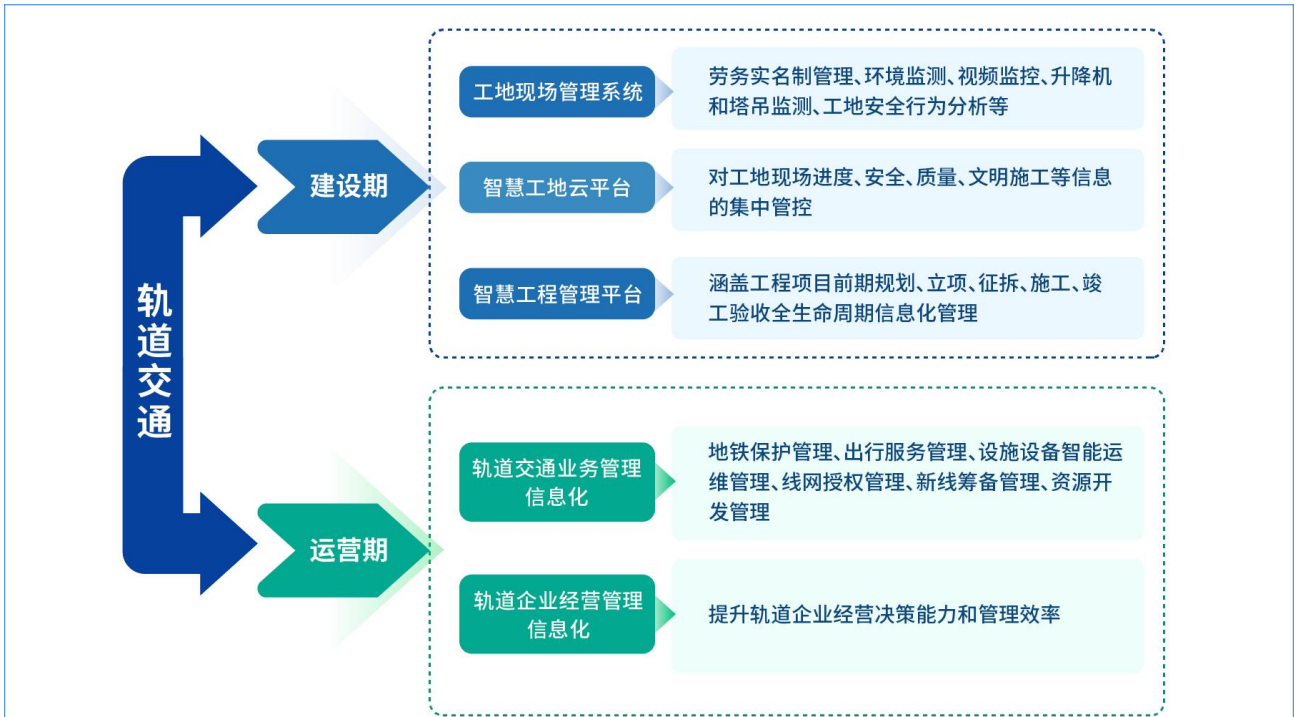 轨道交通
建设期
工地现场管理系统
劳务实名制管理、环境监测、视频监控、升降机
和塔吊监测、工地安全行为分析等
智慧工地云平台
对工地现场进度、安全、质量、文明施工等信息
的集中管控
智慧工程管理平台
涵盖工程项目前期规划、立项、征拆、施工、竣
工验收全生命周期信息化管理
运营期
轨道交通业务管理
信息化
地铁保护管理、出行服务管理、设施设备智能运
维管理、线网授权管理、新线筹备管理、资源开
发管理
轨道企业经营管理
信息化
提升轨道企业经营决策能力和管理效率